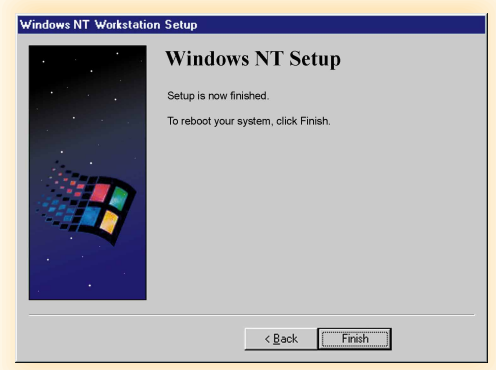 Windows NT Workstation Setup
Windows NT Setup
Setup is now finished.
To reboot your system, click Finish.
< Back
Finish